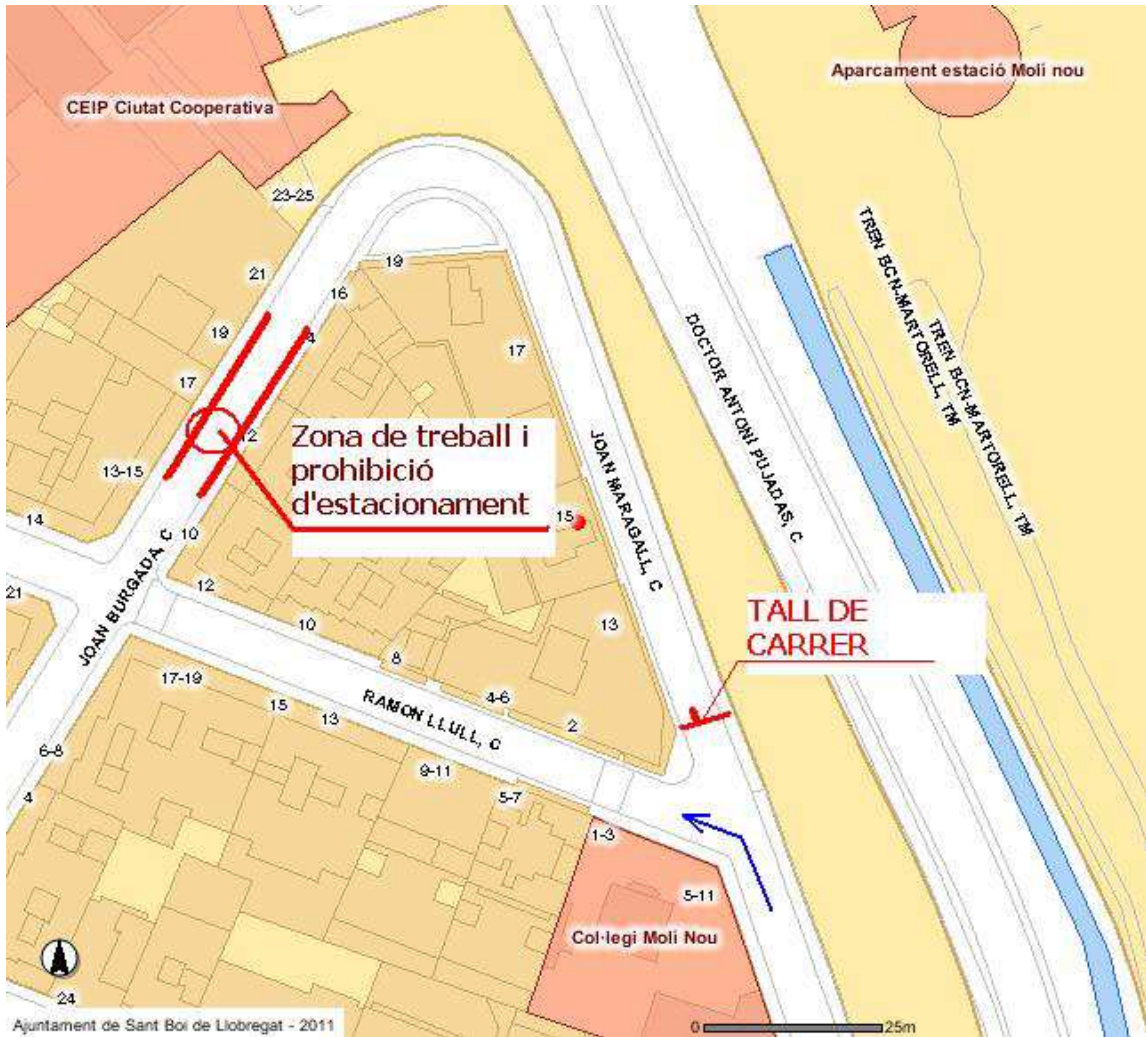 Aparcament estació Molí nou
CEIP Ciutat Cooperativa
23-25
TREN BCN-MARTORELL, TM
TREN BCN-MARTORELL, TM
21
19
16
19
4
17
17
DOCTOR ANTONI PUJADAS, C
Zona de treball i
prohibició
d'estacionament
12
13-15
JOAN MARAGALL, C
15
14
10
JOAN BURGADA, C
21
12
10
8
4-6
2
13
TALL DE
CARRER
17-19
15
13
RAMON LLULL, C
9-11
5-7
1-3
6-8
4
5-11
Col·legi Molí Nou
24
Ajuntament de Sant Boi de Llobregat - 2011
0
25m